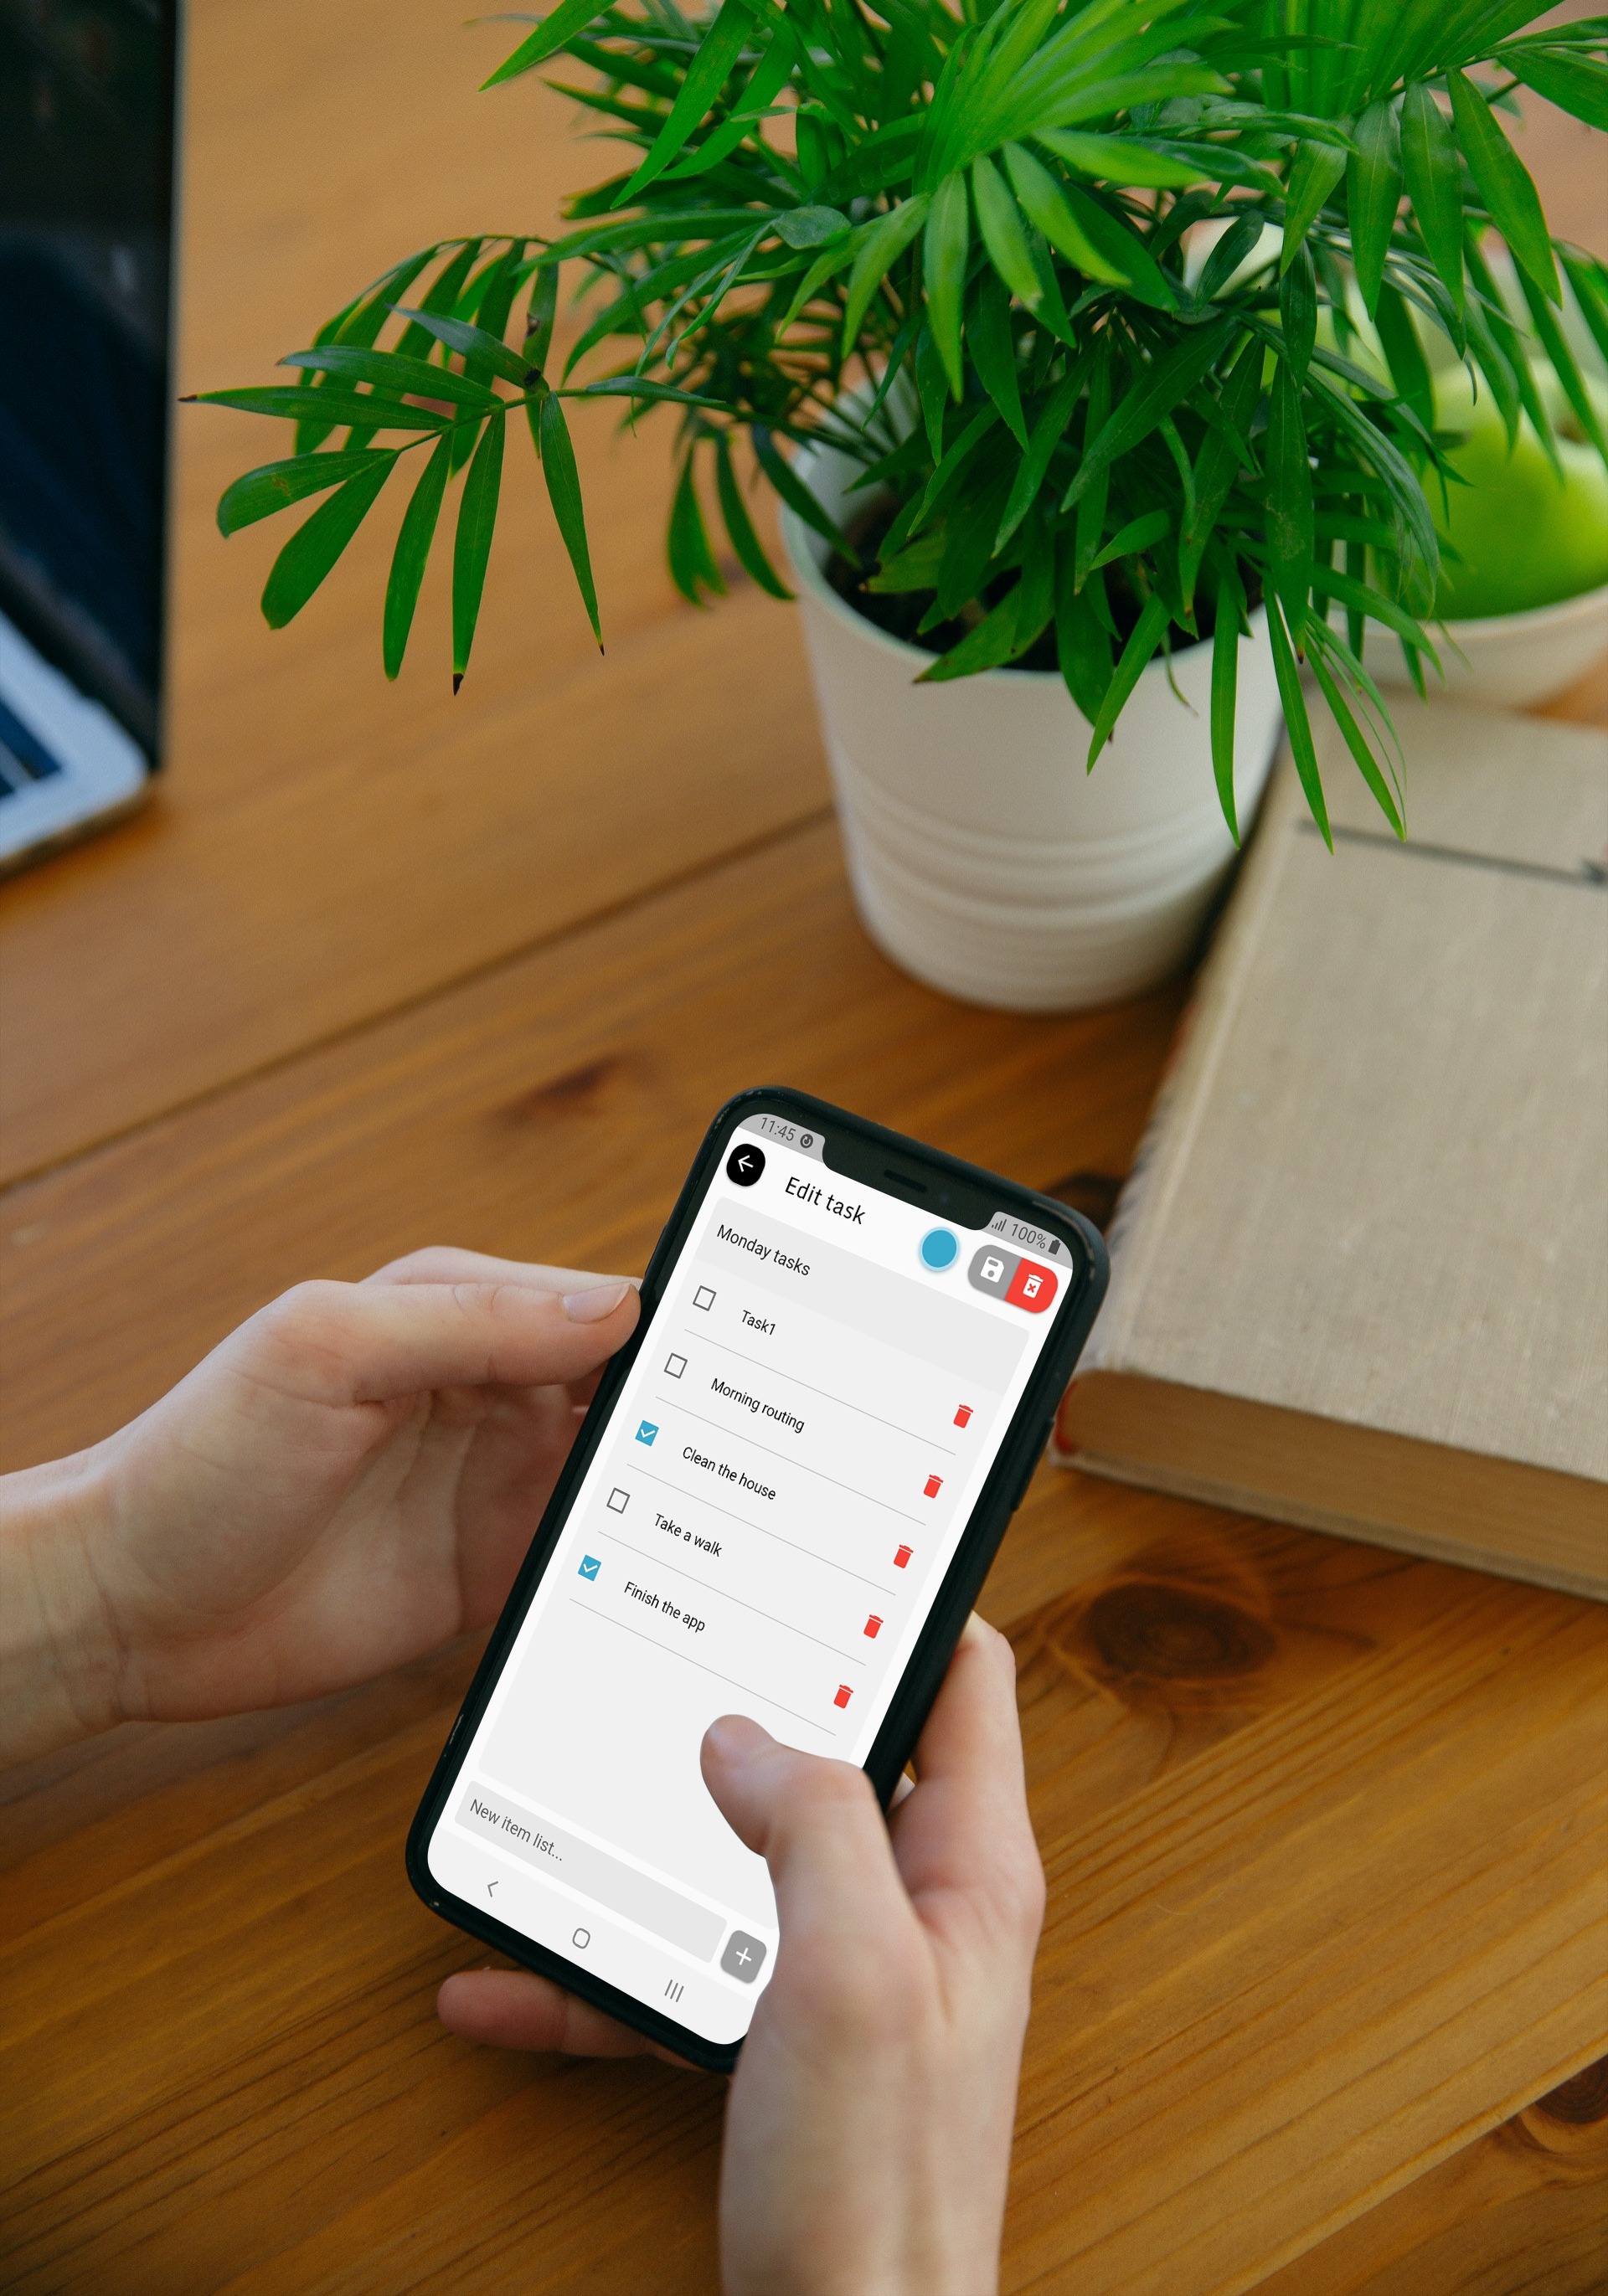 11:45
100%
Edit task
Monday tasks
Task1
Morning routing
Clean the house
Take a walk
Finish the app
New item list...